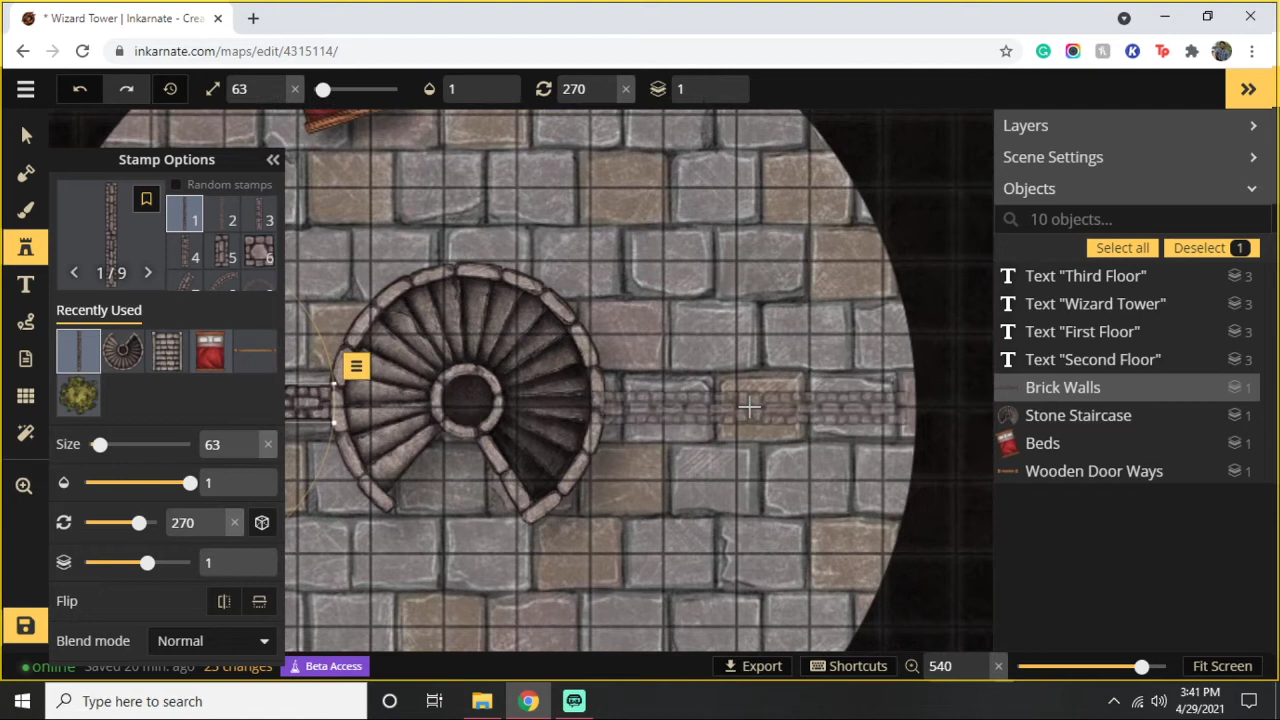 * Wizard Tower | Inkarnate - Crea
inkarnate.com/maps/edit/4315114/
63 × 1 270 × 1
Stamp Options
Random stamps
1 2 3
4 5 6
1/9
Recently Used
Size 63 ×
1
270 ×
1
Flip
Blend mode Normal
online Saved 20 min. ago 25 changes Beta Access
Layers
Scene Settings
Objects
10 objects...
Select all Deselect 1
T Text "Third Floor" 3
T Text "Wizard Tower" 3
T Text "First Floor" 3
T Text "Second Floor" 3
Brick Walls 1
Stone Staircase 1
Beds 1
Wooden Door Ways 1
Export Shortcuts 540 × Fit Screen
Type here to search
3:41 PM
4/29/2021